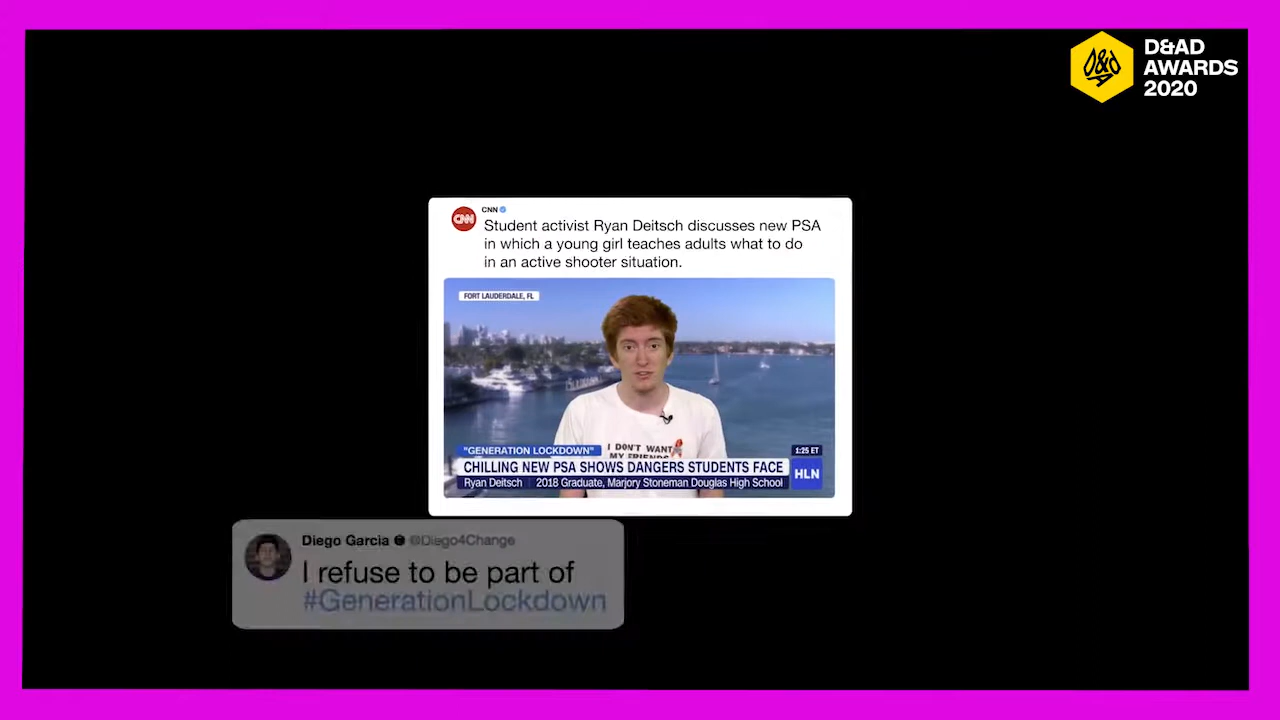 D&AD
AWARDS
2020
D&AD
CNN
CNN
Student activist Ryan Deitsch discusses new PSA
in which a young girl teaches adults what to do
in an active shooter situation.
FORT LAUDERDALE, FL
I DON'T WANT
MY FRIENDS
"GENERATION LOCKDOWN"
1:25 ET
CHILLING NEW PSA SHOWS DANGERS STUDENTS FACE
HLN
Ryan Deitsch | 2018 Graduate, Marjory Stoneman Douglas High School
Diego Garcia @Diego4Change
I refuse to be part of
#GenerationLockdown